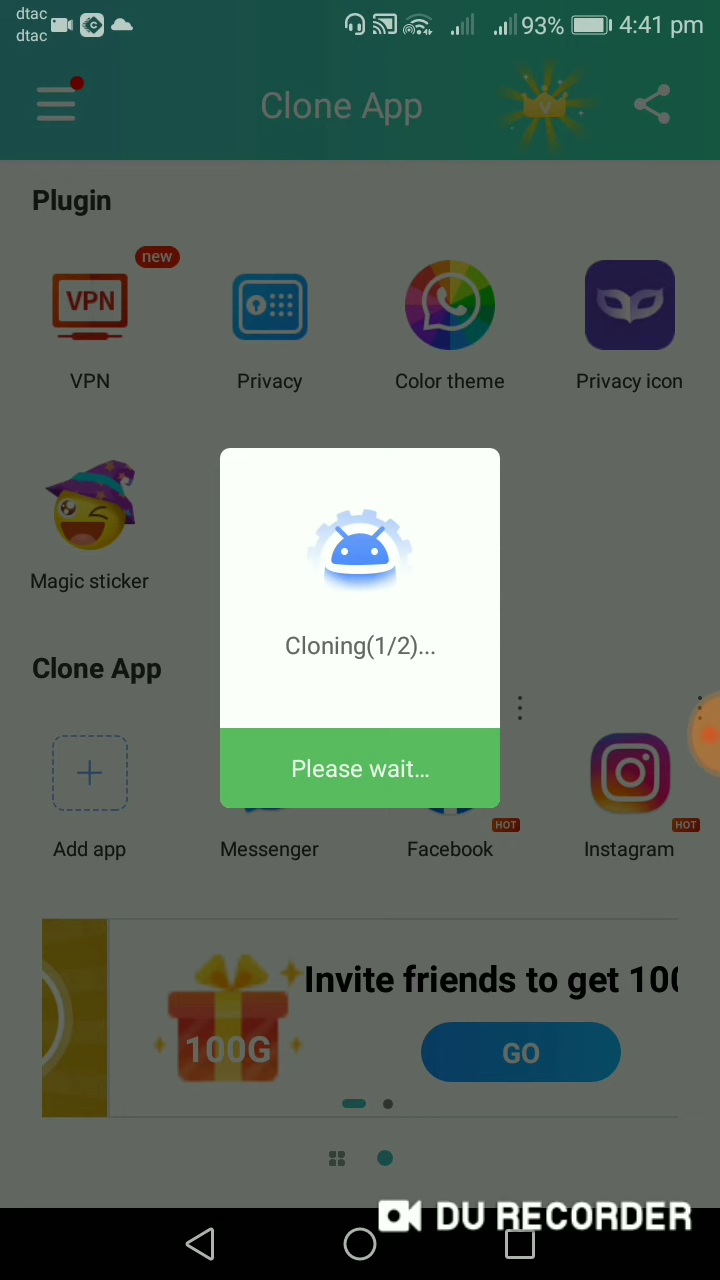 dtac
dtac
93%
4:41 pm
Clone App
Plugin
new
VPN
VPN
Privacy
Color theme
Privacy icon
Magic sticker
Cloning(1/2)...
Please wait...
Clone App
HOT
HOT
Add app
Messenger
Facebook
Instagram
Invite friends to get 100
100G
GO
DU RECORDER